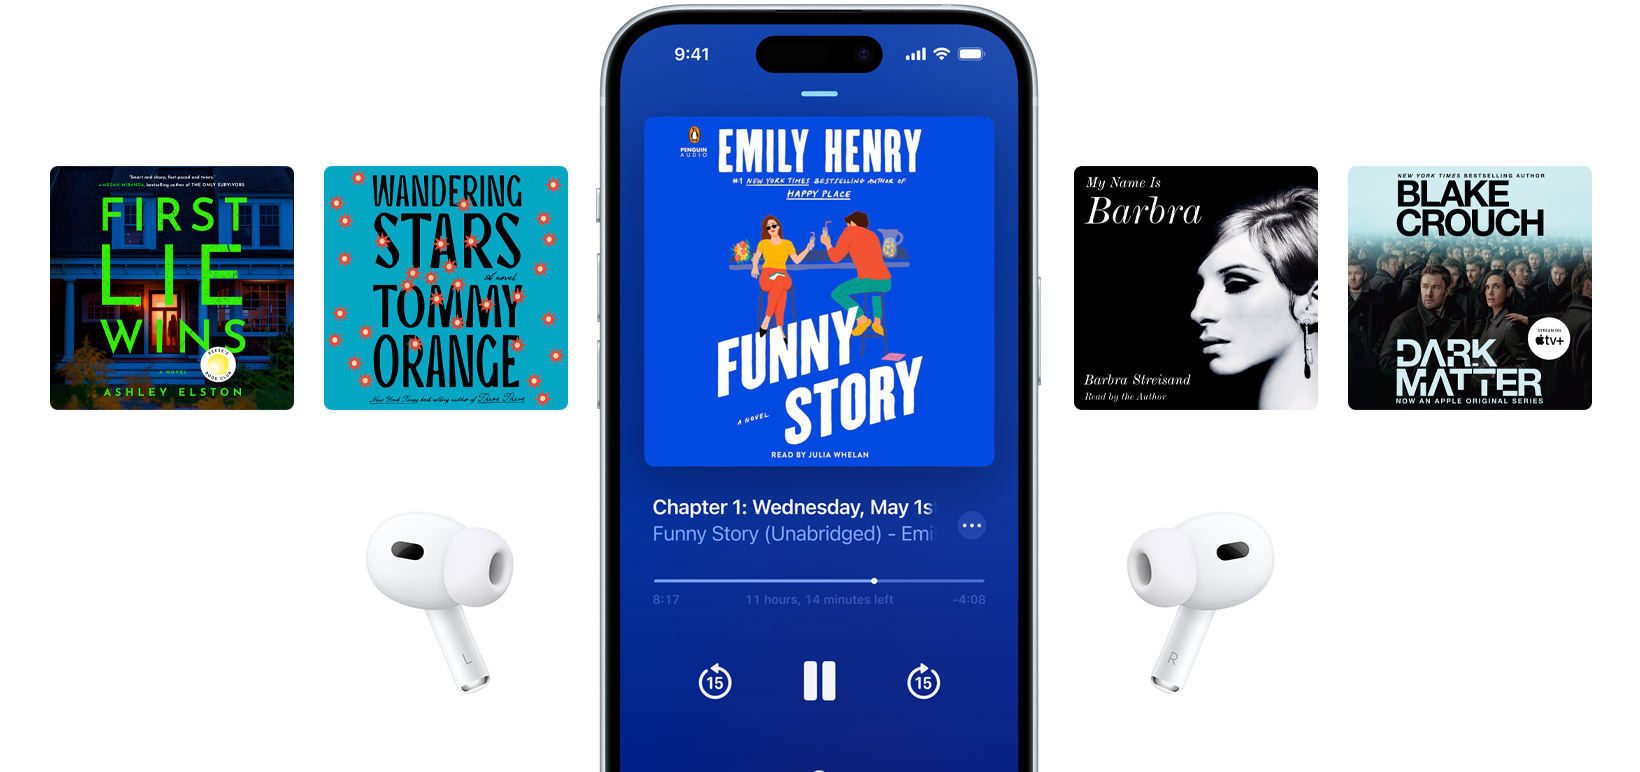 "Smart and sharp, fast-paced and twisty."
—MEGAN MIRANDA, bestselling author of THE ONLY SURVIVORS
FIRST
LIE
WINS
REESE'S
BOOK CLUB
A NOVEL
ASHLEY ELSTON
WANDERING
STARS
A novel
TOMMY
ORANGE
New York Times best-selling author of There There
9:41
PENGUIN
AUDIO
EMILY HENRY
#1 NEW YORK TIMES BESTSELLING AUTHOR OF
HAPPY PLACE
FUNNY
STORY
A NOVEL
READ BY JULIA WHELAN
Chapter 1: Wednesday, May 1s
Funny Story (Unabridged) - Emi
8:17
11 hours, 14 minutes left
-4:08
15
15
My Name Is
Barbra
Barbra Streisand
Read by the Author
NEW YORK TIMES BESTSELLING AUTHOR
BLAKE
CROUCH
STREAM ON
tv+
DARK
MATTER
NOW AN APPLE ORIGINAL SERIES
L
R